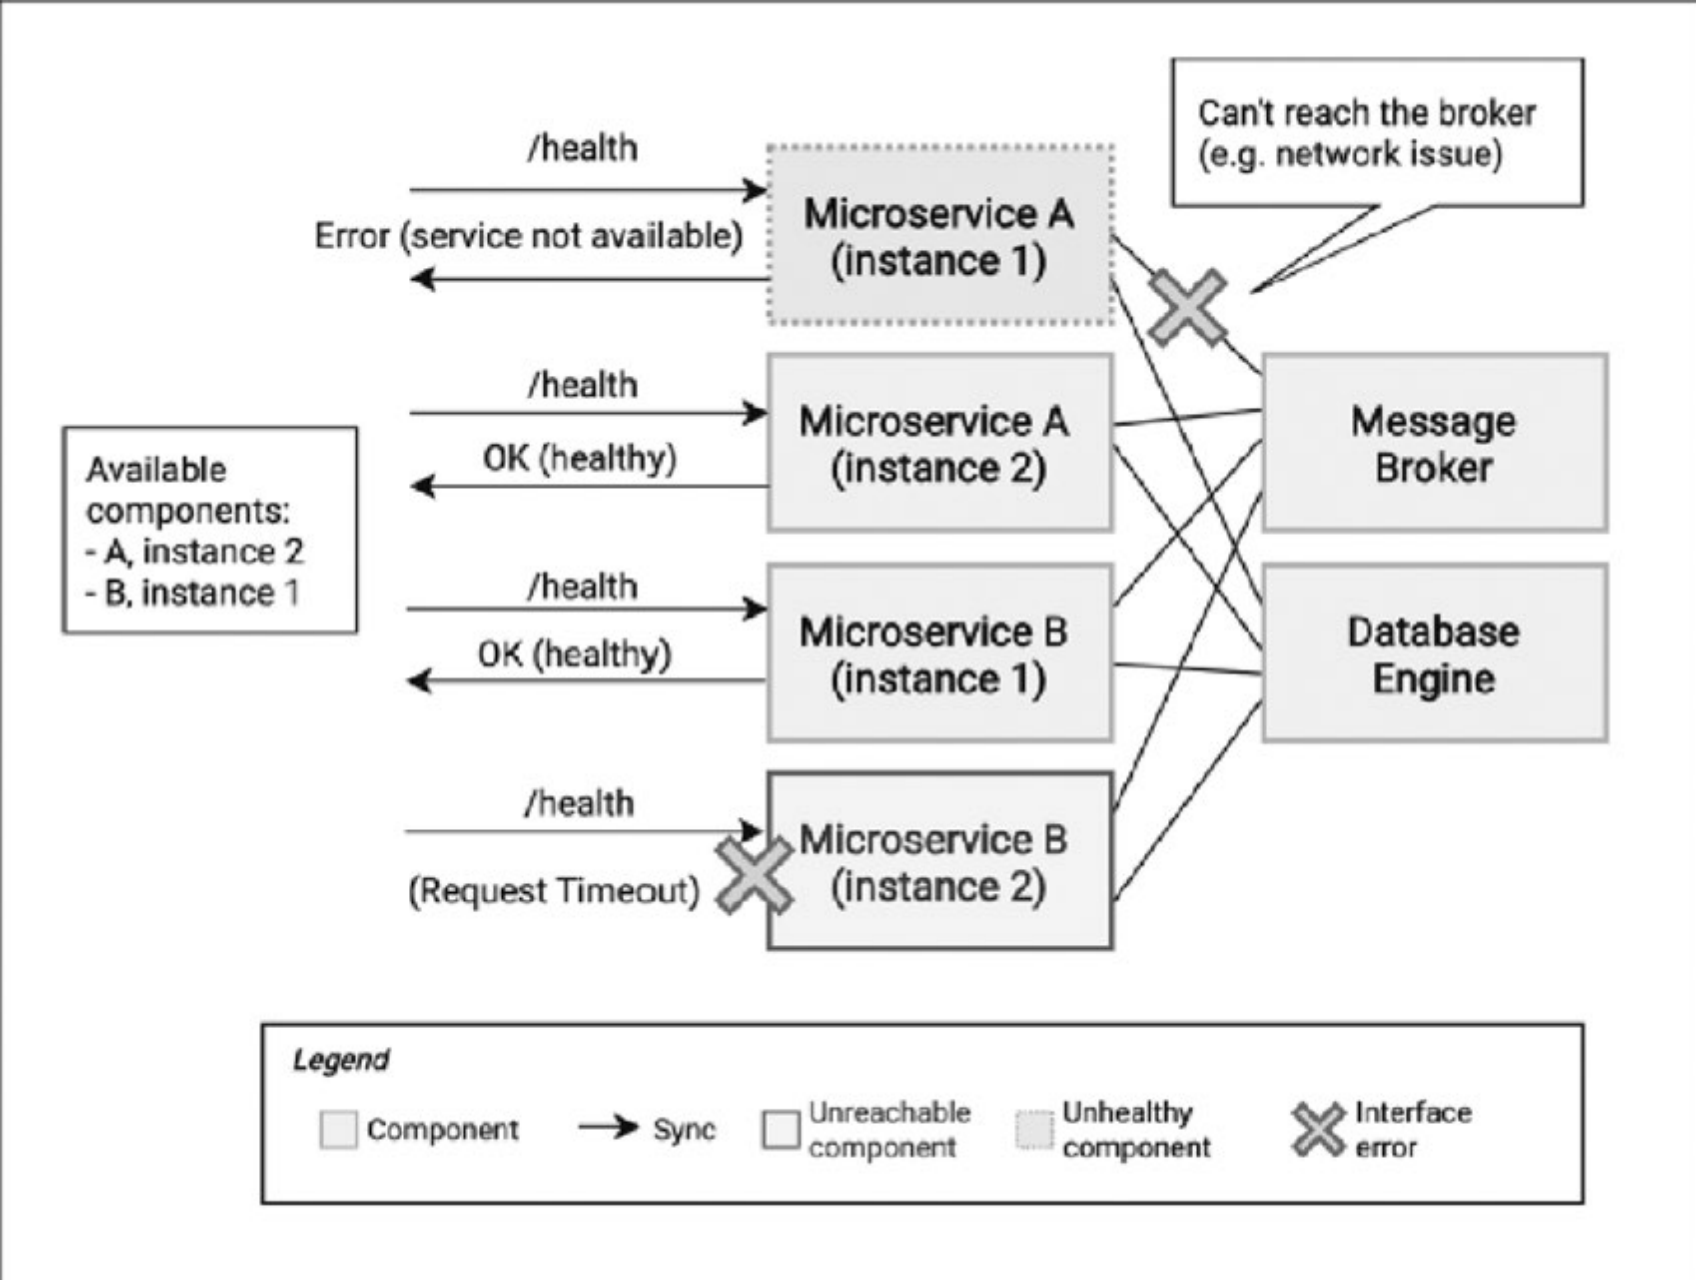 Can't reach the broker
(e.g. network issue)
/health
Error (service not available)
Microservice A
(instance 1)
/health
OK (healthy)
Microservice A
(instance 2)
Message
Broker
Available
components:
- A, instance 2
- B, instance 1
/health
OK (healthy)
Microservice B
(instance 1)
Database
Engine
/health
(Request Timeout)
Microservice B
(instance 2)
Legend
Component
Sync
Unreachable
component
Unhealthy
component
Interface
error